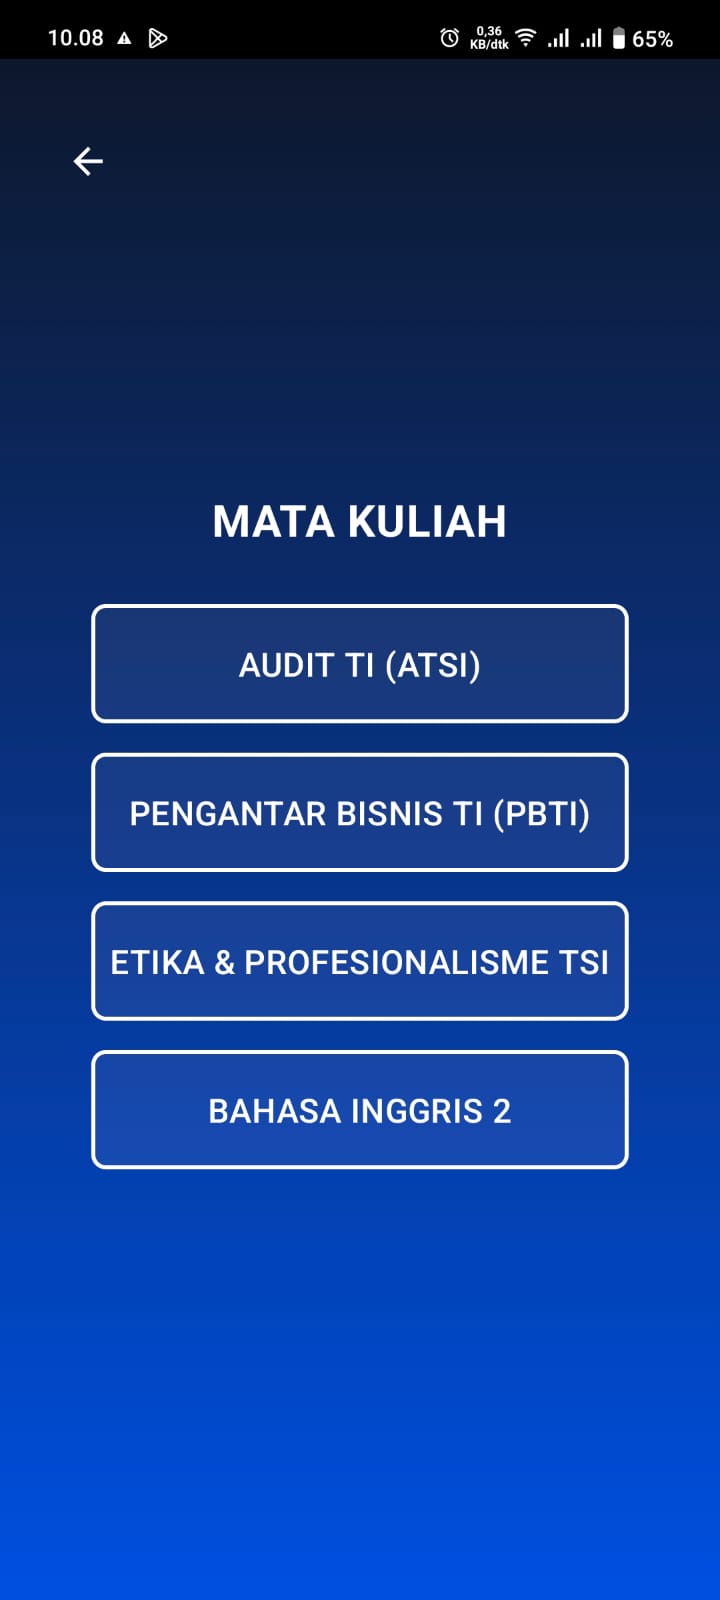 10.08
0,36
KB/dtk
65%
MATA KULIAH
AUDIT TI (ATSI)
PENGANTAR BISNIS TI (PBTI)
ETIKA & PROFESIONALISME TSI
BAHASA INGGRIS 2